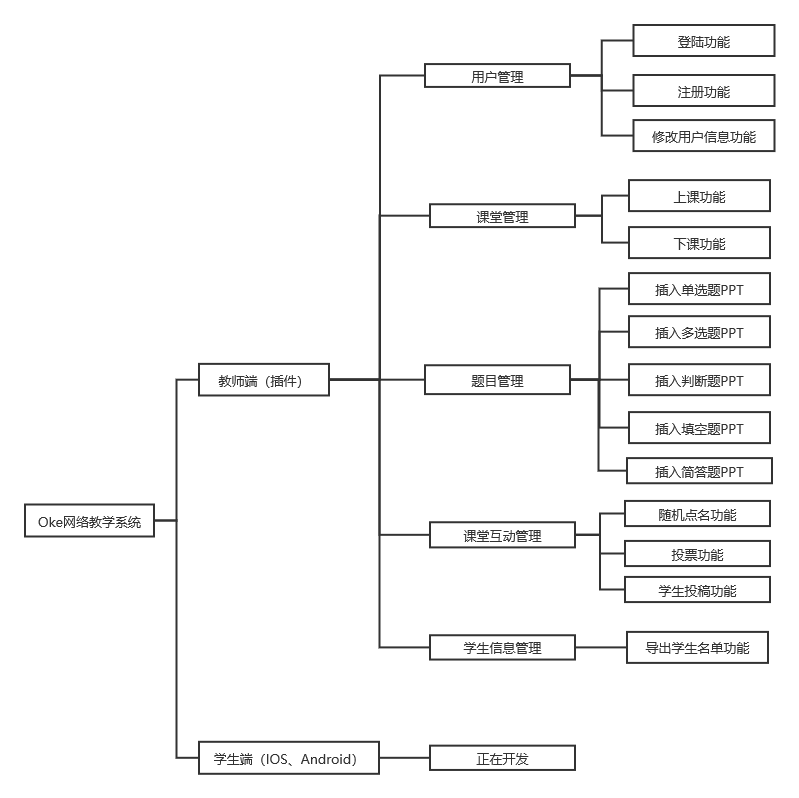 登陆功能
用户管理
注册功能
修改用户信息功能
上课功能
课堂管理
下课功能
插入单选题PPT
插入多选题PPT
教师端（插件）
题目管理
插入判断题PPT
插入填空题PPT
插入简答题PPT
Oke网络教学系统
随机点名功能
课堂互动管理
投票功能
学生投稿功能
学生信息管理
导出学生名单功能
学生端（IOS、Android）
正在开发